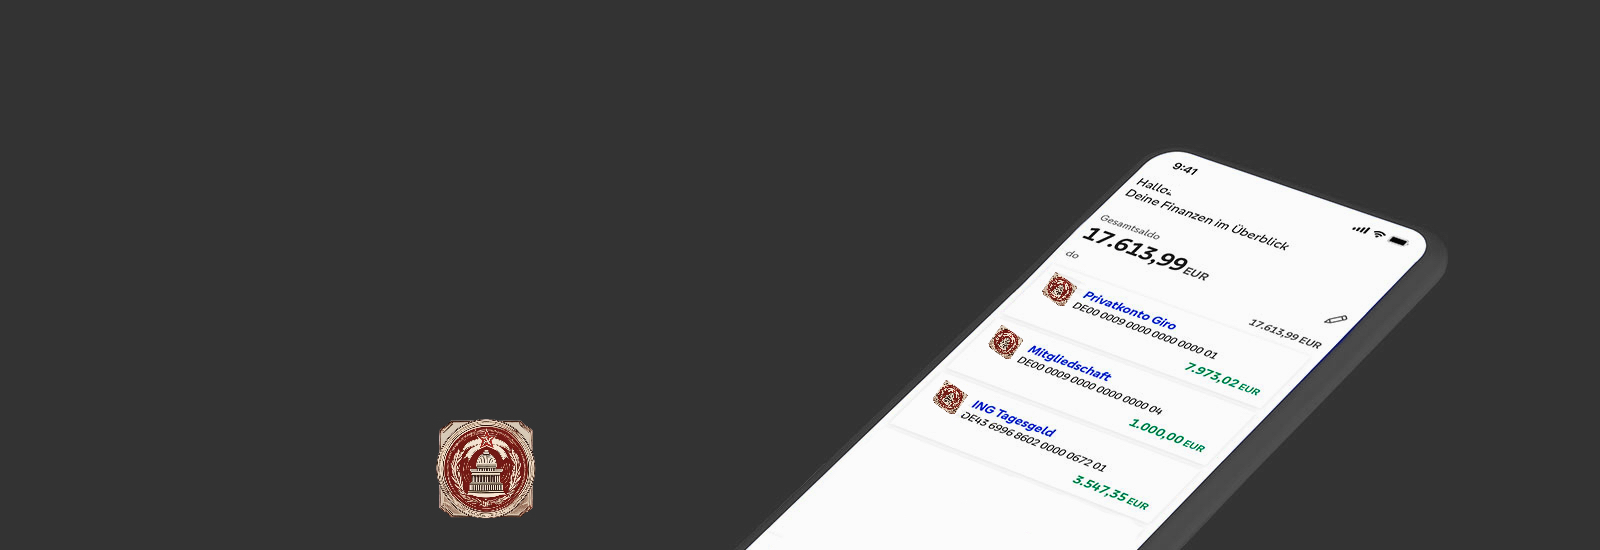 9:41
Hallo.
Deine Finanzen im Überblick
Gesamtsaldo
17.613,99 EUR
do
17.613,99 EUR
Privatkonto Giro
DE00 0009 0000 0000 0000 01
7.973,02 EUR
Mitgliedschaft
DE00 0009 0000 0000 0000 04
1.000,00 EUR
ING Tagesgeld
DE43 6996 8602 0000 0672 01
3.547,35 EUR